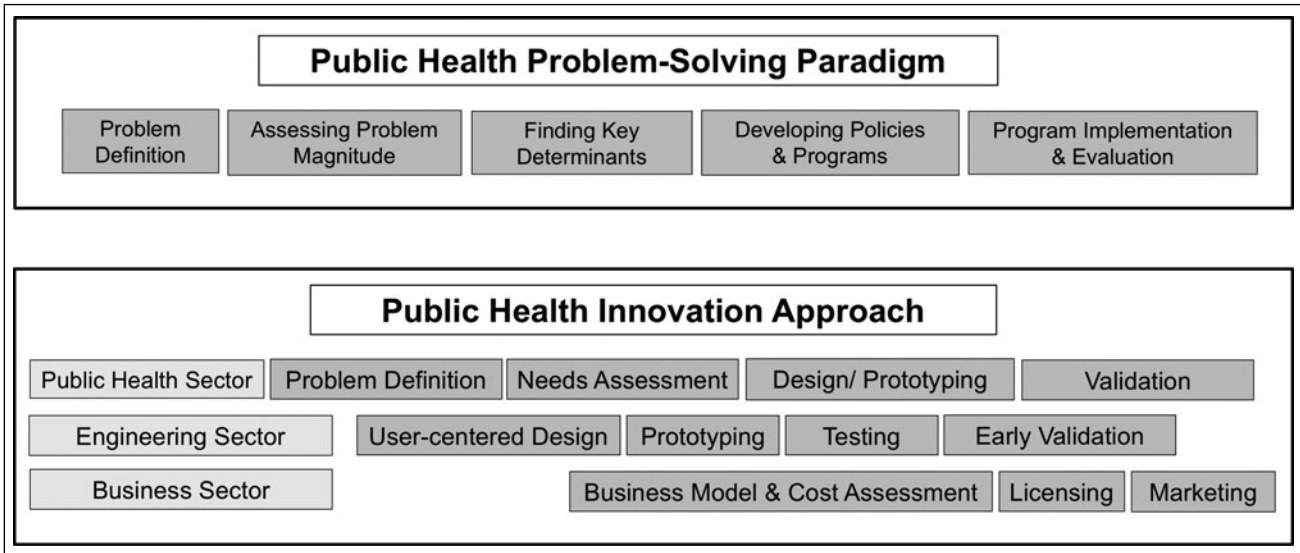 Public Health Problem-Solving Paradigm
Problem
Definition
Assessing Problem
Magnitude
Finding Key
Determinants
Developing Policies
& Programs
Program Implementation
& Evaluation
Public Health Innovation Approach
Public Health Sector
Problem Definition
Needs Assessment
Design/ Prototyping
Validation
Engineering Sector
User-centered Design
Prototyping
Testing
Early Validation
Business Sector
Business Model & Cost Assessment
Licensing
Marketing